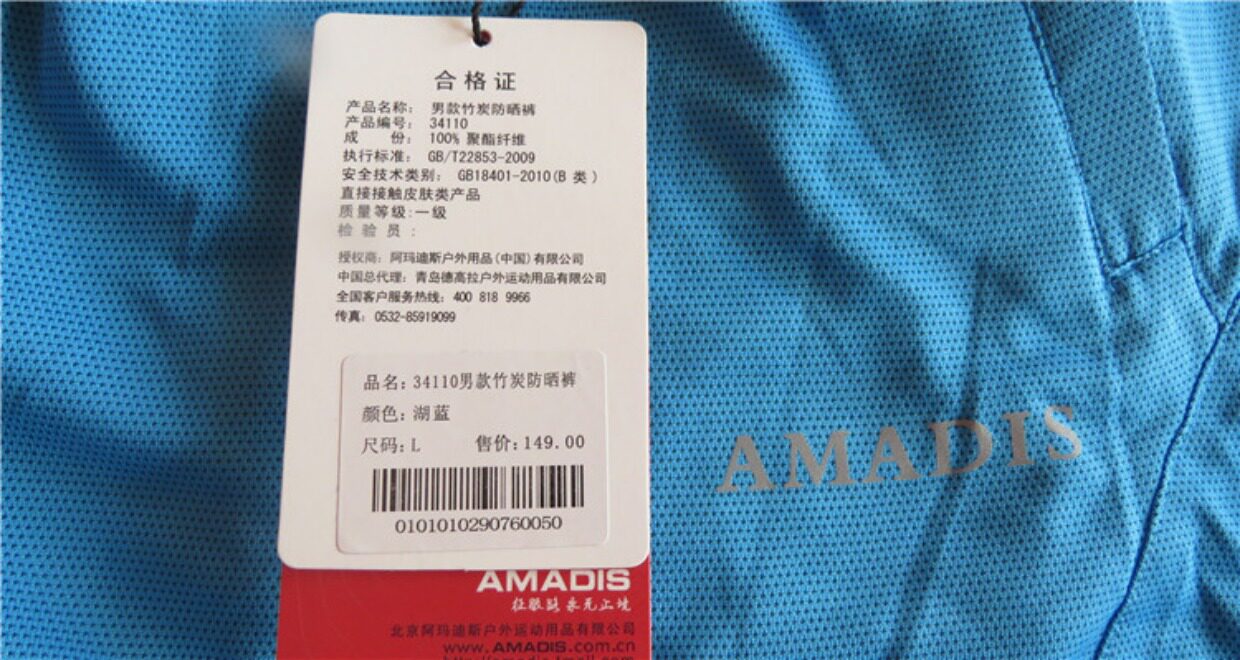 合格证
产品名称: 男款竹炭防晒裤
产品编号: 34110
成 份: 100% 聚酯纤维
执行标准: GB/T22853-2009
安全技术类别: GB18401-2010(B 类)
直接接触皮肤类产品
质量等级:一级
检 验 员:
授权商: 阿玛迪斯户外用品(中国)有限公司
中国总代理: 青岛德高拉户外运动用品有限公司
全国客户服务热线: 400 818 9966
传真: 0532-85919099
品名: 34110男款竹炭防晒裤
颜色: 湖蓝
尺码: L 售价: 149.00
0101010290760050
AMADIS
AMADIS
北京阿玛迪斯户外运动用品有限公司
www.AMADIS.com.cn